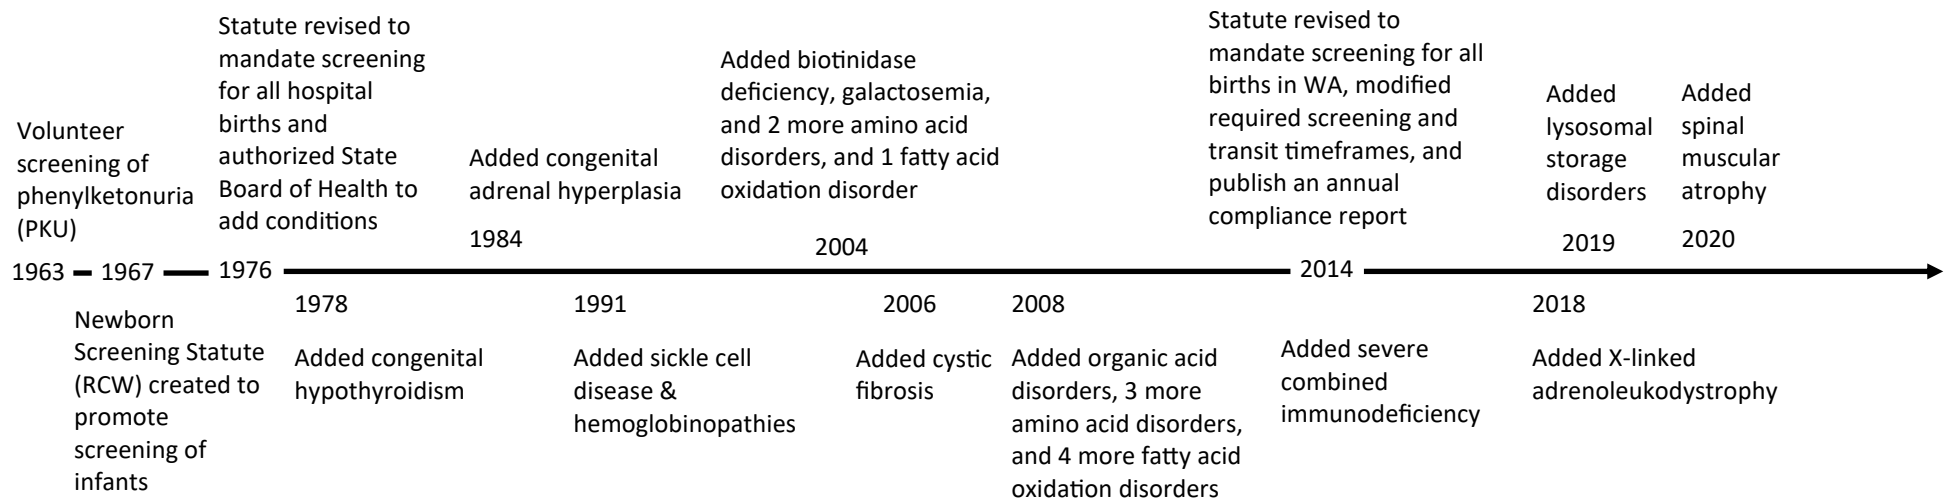 Volunteer
screening of
phenylketonuria
(PKU)
1963
1967
Newborn
Screening Statute
(RCW) created to
promote
screening of
infants
Statute revised to
mandate screening
for all hospital
births and
authorized State
Board of Health to
add conditions
1976
1978
Added congenital
hypothyroidism
Added congenital
adrenal hyperplasia
1984
1991
Added sickle cell
disease &
hemoglobinopathies
Added biotinidase
deficiency, galactosemia,
and 2 more amino acid
disorders, and 1 fatty acid
oxidation disorder
2004
2006
Added cystic
fibrosis
2008
Added organic acid
disorders, 3 more
amino acid disorders,
and 4 more fatty acid
oxidation disorders
Statute revised to
mandate screening for all
births in WA, modified
required screening and
transit timeframes, and
publish an annual
compliance report
2014
Added severe
combined
immunodeficiency
2018
Added X-linked
adrenoleukodystrophy
Added
lysosomal
storage
disorders
2019
Added
spinal
muscular
atrophy
2020